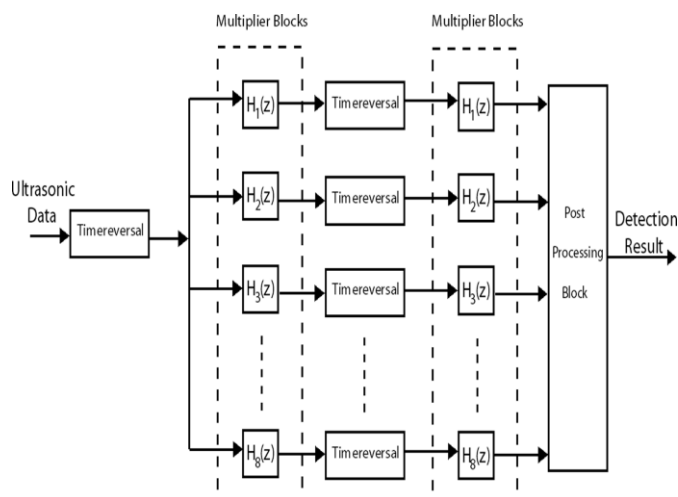 Multiplier Blocks
Multiplier Blocks
H1(z)
Timereversal
H1(z)
Ultrasonic
Data
Timereversal
H2(z)
Timereversal
H2(z)
Post
Processing
Block
Detection
Result
H3(z)
Timereversal
H3(z)
H8(z)
Timereversal
H8(z)